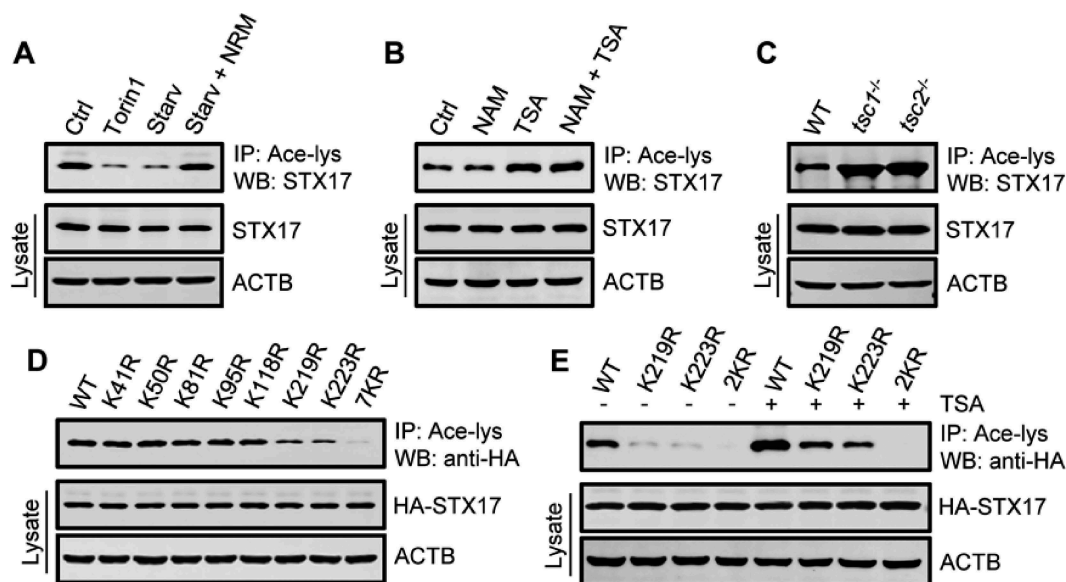 A
Ctrl
Torin1
Starv
Starv + NRM
IP: Ace-lys
WB: STX17
Lysate
STX17
ACTB
B
Ctrl
NAM
TSA
NAM + TSA
IP: Ace-lys
WB: STX17
Lysate
STX17
ACTB
C
WT
tsc1-/-
tsc2-/-
IP: Ace-lys
WB: STX17
Lysate
STX17
ACTB
D
WT
K41R
K50R
K81R
K95R
K118R
K219R
K223R
7KR
IP: Ace-lys
WB: anti-HA
Lysate
HA-STX17
ACTB
E
WT
K219R
K223R
2KR
WT
K219R
K223R
2KR
- - - - + + + + TSA
IP: Ace-lys
WB: anti-HA
Lysate
HA-STX17
ACTB